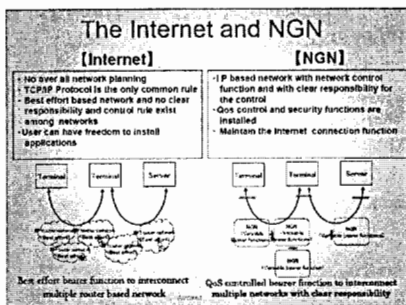 The Internet and NGN
【Internet】
【NGN】
- No over all network planning
- TCP/IP Protocol is the only common rule
- Best effort based network and no clear
responsibility and control rule exist
among networks
-User can have freedom to install
applications
-I P based network with network control
function and with clear responsibility for
the control
- Qos control and security functions are
installed
- Maintain the Internet connection function
Terminal
Terminal
Server
Terminal
Terminal
Server
NGN
NGN
NGN
Best effort bearer function to interconnect
multiple router based network
QoS controlled bearer function to interconnect
multiple networks with clear responsibility